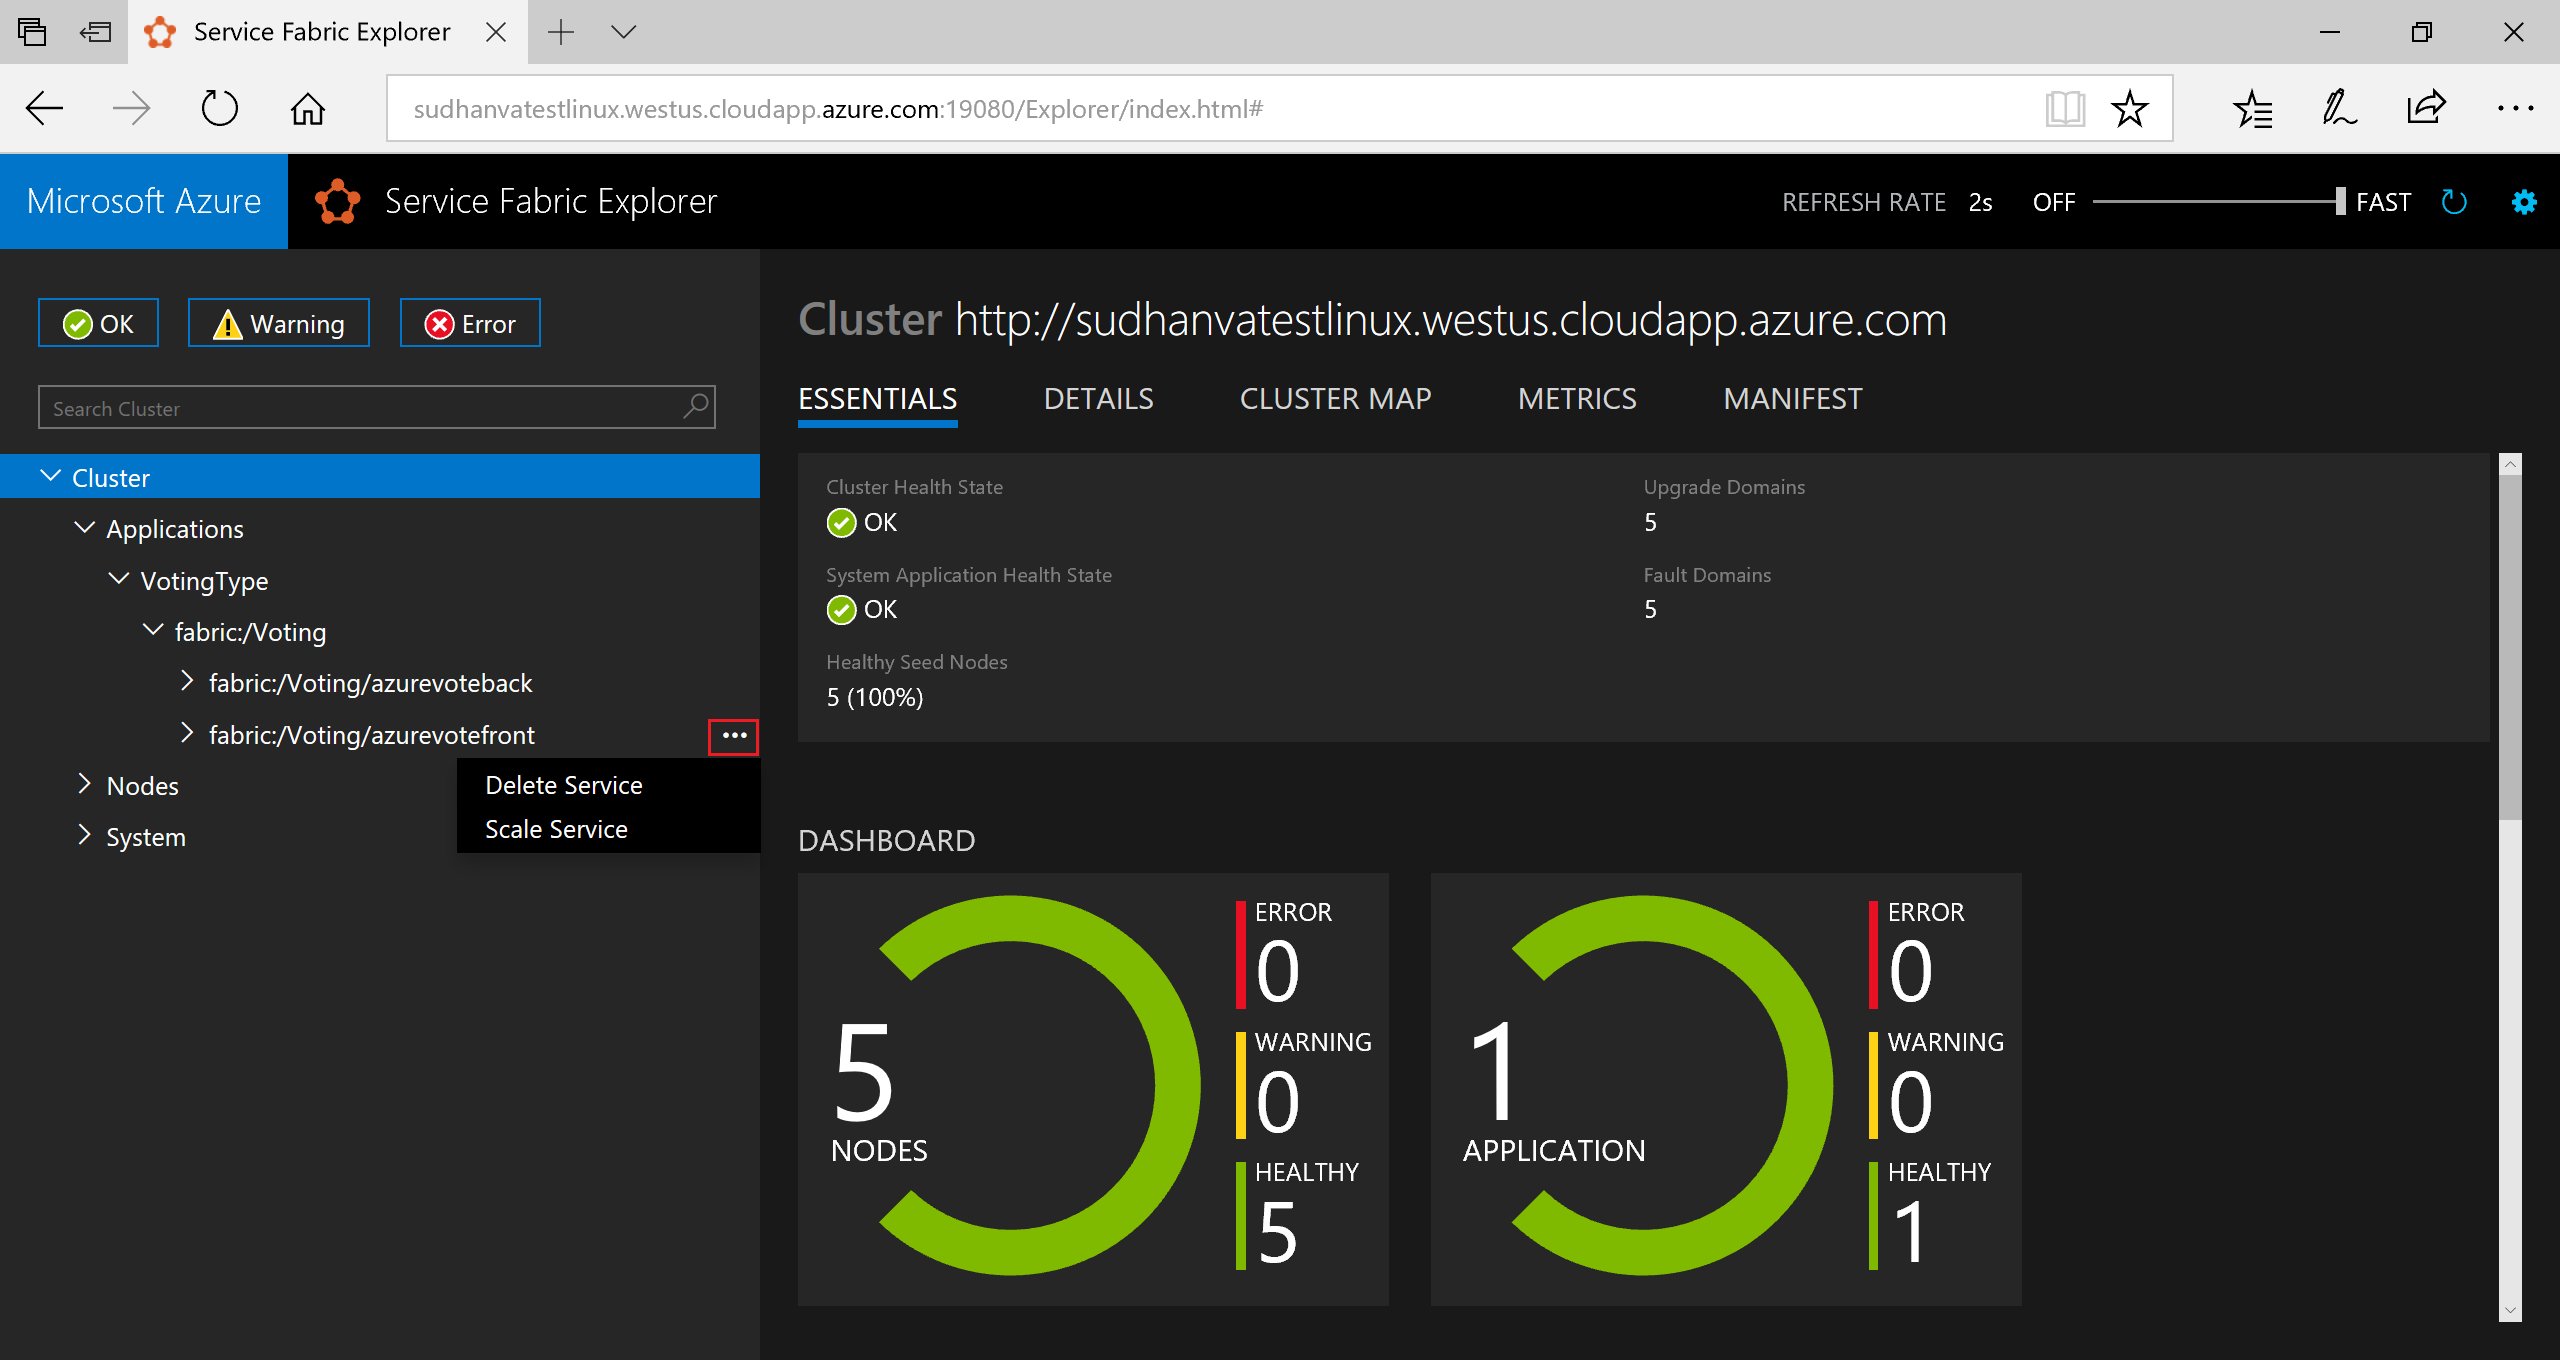 Service Fabric Explorer
sudhanvatestlinux.westus.cloudapp.azure.com:19080/Explorer/index.html#
Microsoft Azure
Service Fabric Explorer
REFRESH RATE 2s OFF FAST
OK Warning Error
Search Cluster
Cluster
Applications
VotingType
fabric:/Voting
fabric:/Voting/azurevoteback
fabric:/Voting/azurevotefront
Delete Service
Scale Service
Nodes
System
Cluster http://sudhanvatestlinux.westus.cloudapp.azure.com
ESSENTIALS DETAILS CLUSTER MAP METRICS MANIFEST
Cluster Health State
OK
System Application Health State
OK
Healthy Seed Nodes
5 (100%)
Upgrade Domains
5
Fault Domains
5
DASHBOARD
5
NODES
ERROR
0
WARNING
0
HEALTHY
5
1
APPLICATION
ERROR
0
WARNING
0
HEALTHY
1